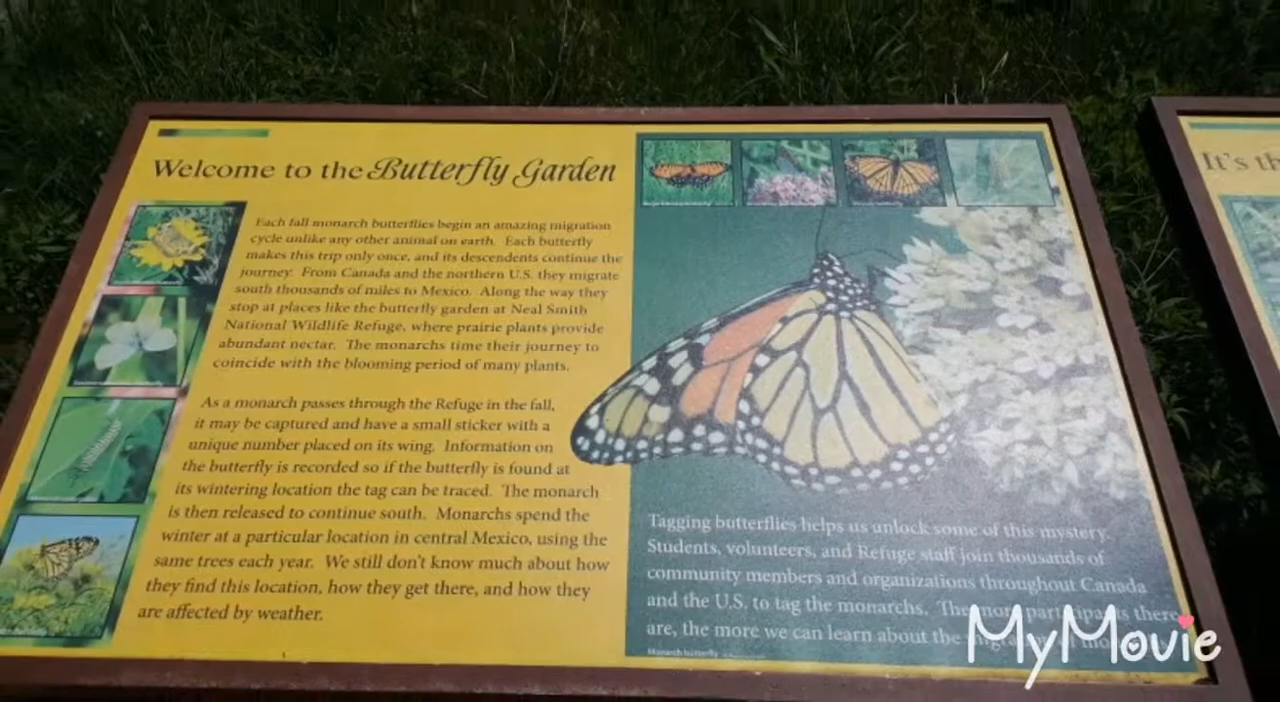 Welcome to the Butterfly Garden
Each fall monarch butterflies begin an amazing migration
cycle unlike any other animal on earth. Each butterfly
makes this trip only once, and its descendents continue the
journey. From Canada and the northern U.S. they migrate
south thousands of miles to Mexico. Along the way they
stop at places like the butterfly garden at Neal Smith
National Wildlife Refuge, where prairie plants provide
abundant nectar. The monarchs time their journey to
coincide with the blooming period of many plants.
As a monarch passes through the Refuge in the fall,
it may be captured and have a small sticker with a
unique number placed on its wing. Information on
the butterfly is recorded so if the butterfly is found at
its wintering location the tag can be traced. The monarch
is then released to continue south. Monarchs spend the
winter at a particular location in central Mexico, using the
same trees each year. We still don't know much about how
they find this location, how they get there, and how they
are affected by weather.
Tagging butterflies helps us unlock some of this mystery.
Students, volunteers, and Refuge staff join thousands of
community members and organizations throughout Canada
and the U.S. to tag the monarchs. The more participants there
are, the more we can learn about the
Monarch butterfly
It's
MyMovie